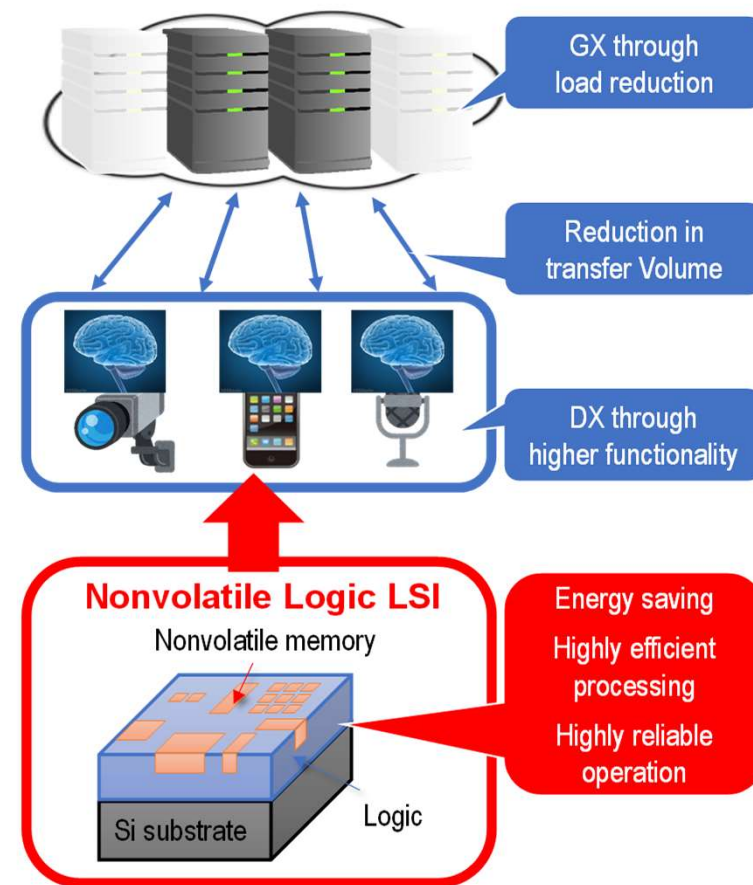 GX through
load reduction
Reduction in
transfer Volume
DX through
higher functionality
Nonvolatile Logic LSI
Nonvolatile memory
Logic
Si substrate
Energy saving
Highly efficient
processing
Highly reliable
operation